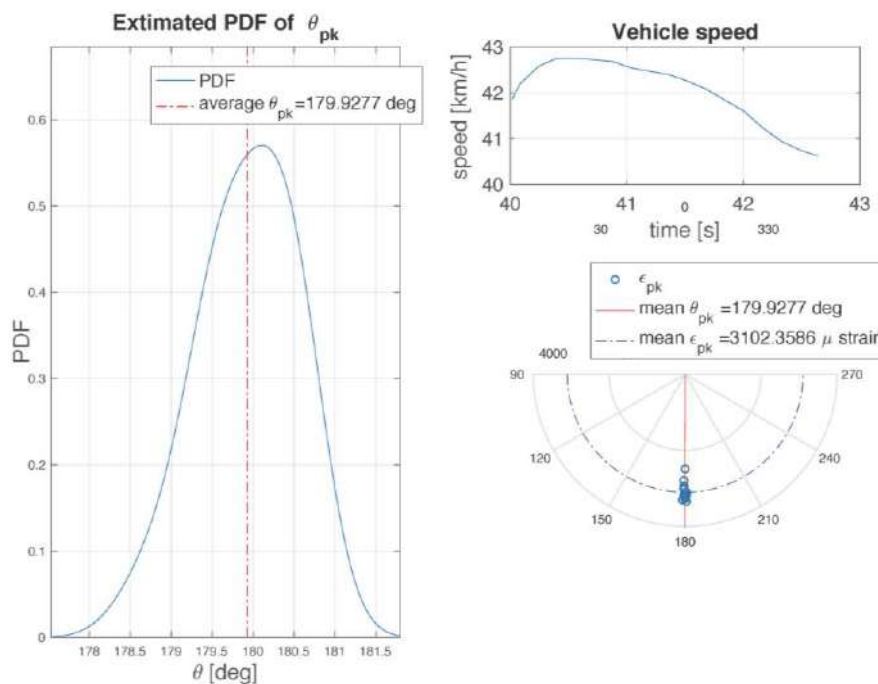 Extimated PDF of θpk
PDF
average θpk=179.9277 deg
0.6
0.5
0.4
0.3
0.2
0.1
0
PDF
178 178.5 179 179.5 180 180.5 181 181.5
θ [deg]
Vehicle speed
43
42
41
40
speed [km/h]
40 41 42 43
time [s]
0
30 330
ϵpk
mean θpk=179.9277 deg
mean ϵpk=3102.3586 μ strain
4000
90 270
120 240
150 210
180